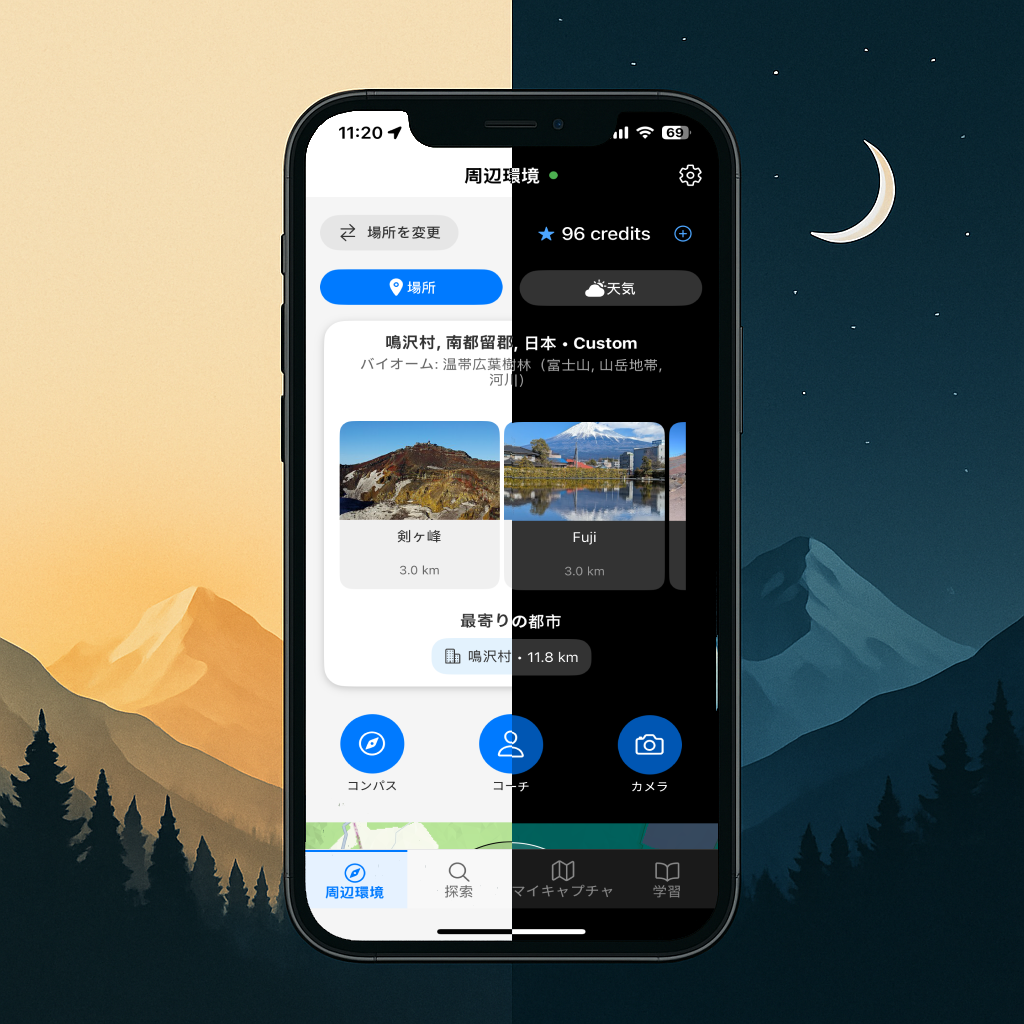 11:20
69
周辺環境
場所を変更
96 credits
場所
天気
鳴沢村, 南都留郡, 日本 • Custom
バイオーム: 温帯広葉樹林（富士山, 山岳地帯,
河川）
剣ヶ峰
Fuji
3.0 km
3.0 km
最寄りの都市
鳴沢村 • 11.8 km
コンパス
コーチ
カメラ
周辺環境
探索
マイキャプチャ
学習